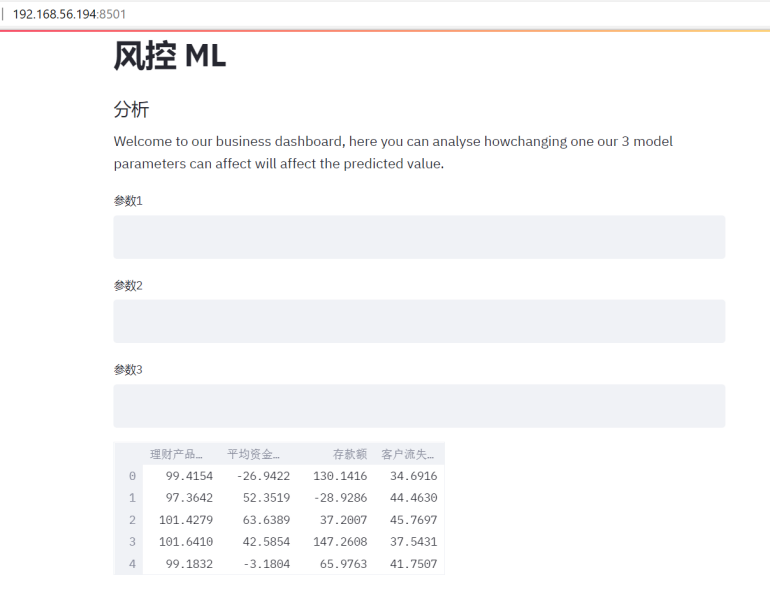 192.168.56.194:8501
风控 ML
分析
Welcome to our business dashboard, here you can analyse howchanging one our 3 model
parameters can affect will affect the predicted value.
参数1
参数2
参数3
理财产品... 平均资金... 存款额 客户流失...
0 99.4154 -26.9422 130.1416 34.6916
1 97.3642 52.3519 -28.9286 44.4630
2 101.4279 63.6389 37.2007 45.7697
3 101.6410 42.5854 147.2608 37.5431
4 99.1832 -3.1804 65.9763 41.7507